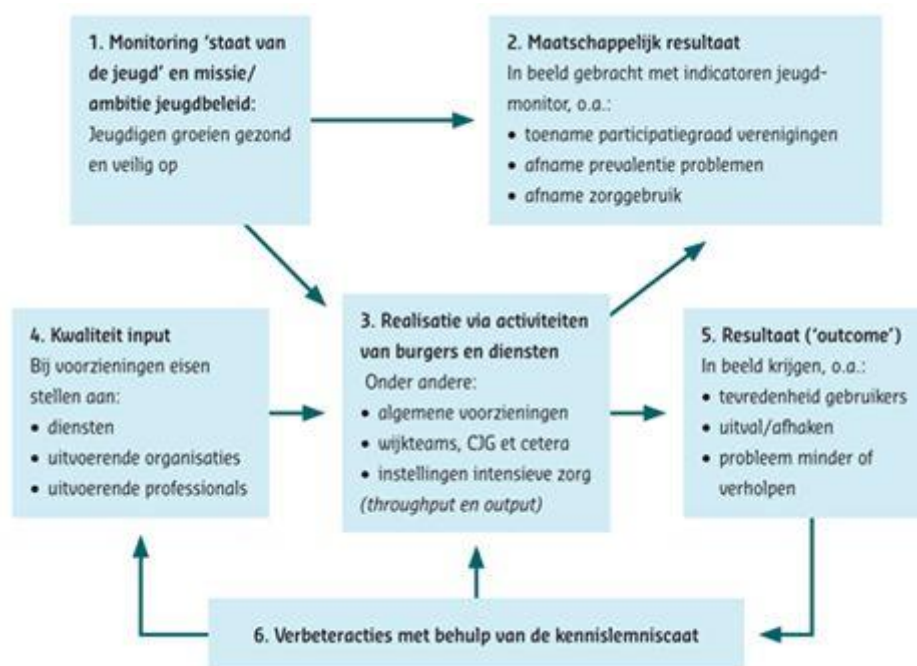 1. Monitoring ‘staat van
de jeugd’ en missie/
ambitie jeugdbeleid:
Jeugdigen groeien gezond
en veilig op
2. Maatschappelijk resultaat
In beeld gebracht met indicatoren jeugd-
monitor, o.a.:
• toename participatiegraad verenigingen
• afname prevalentie problemen
• afname zorggebruik
4. Kwaliteit input
Bij voorzieningen eisen
stellen aan:
• diensten
• uitvoerende organisaties
• uitvoerende professionals
3. Realisatie via activiteiten
van burgers en diensten
Onder andere:
• algemene voorzieningen
• wijkteams, CJG et cetera
• instellingen intensieve zorg
(throughput en output)
5. Resultaat (‘outcome’)
In beeld krijgen, o.a.:
• tevredenheid gebruikers
• uitval/afhaken
• probleem minder of
verholpen
6. Verbeteracties met behulp van de kennislemniscaat